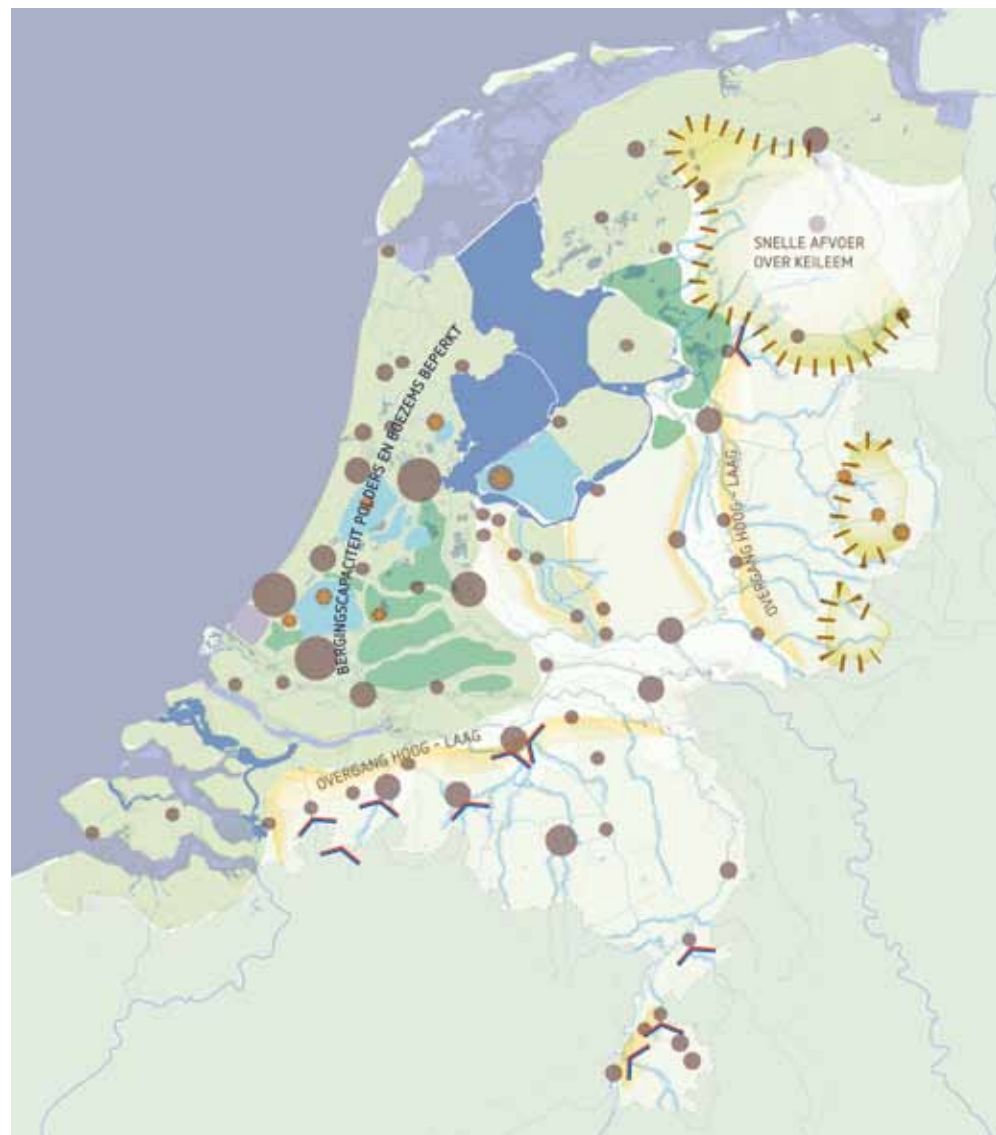 SNELLE AFVOER
OVER KEILEEM
BERGINGSCAPACITEIT POLDERS EN BOEZEMS BEPERKT
OVERGANG HOOG - LAAG
OVERGANG HOOG - LAAG